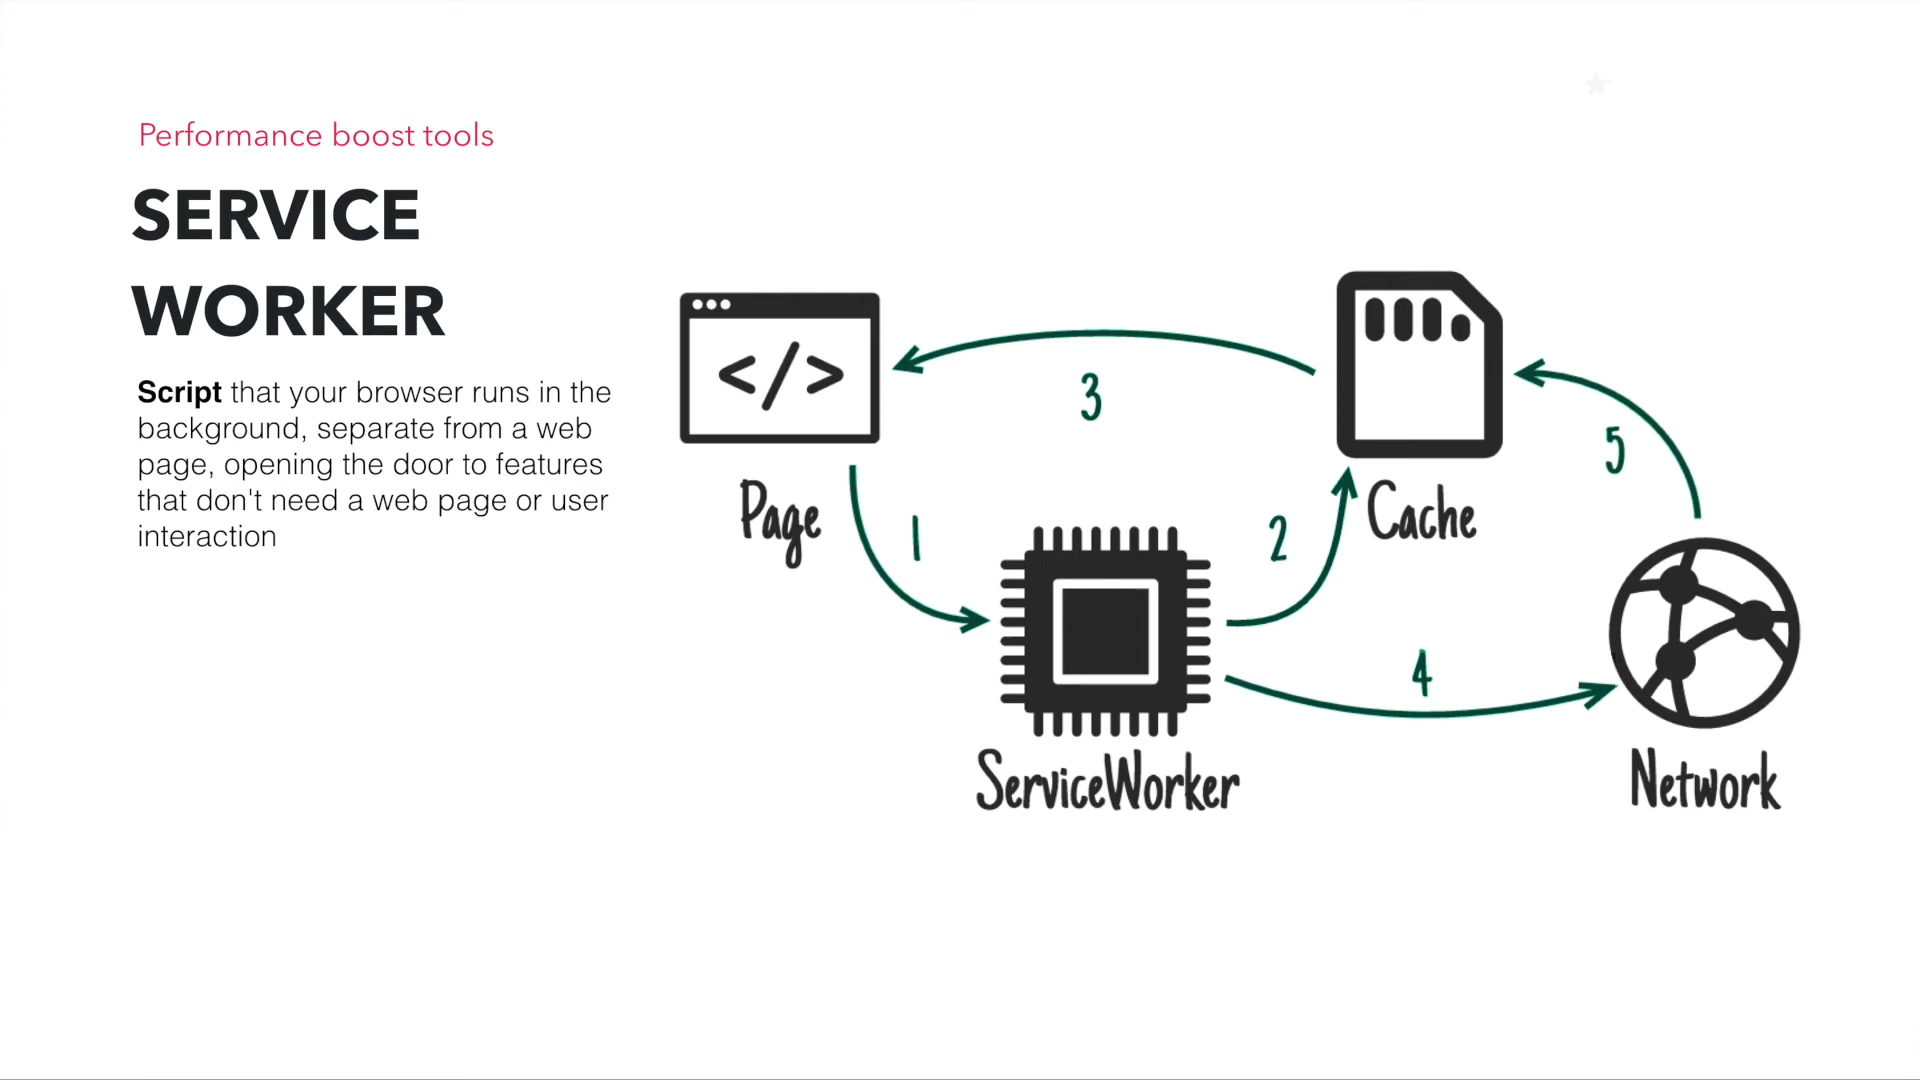 Performance boost tools
SERVICE
WORKER
Script that your browser runs in the
background, separate from a web
page, opening the door to features
that don't need a web page or user
interaction
</>
3
5
Page
1
2
Cache
4
ServiceWorker
Network